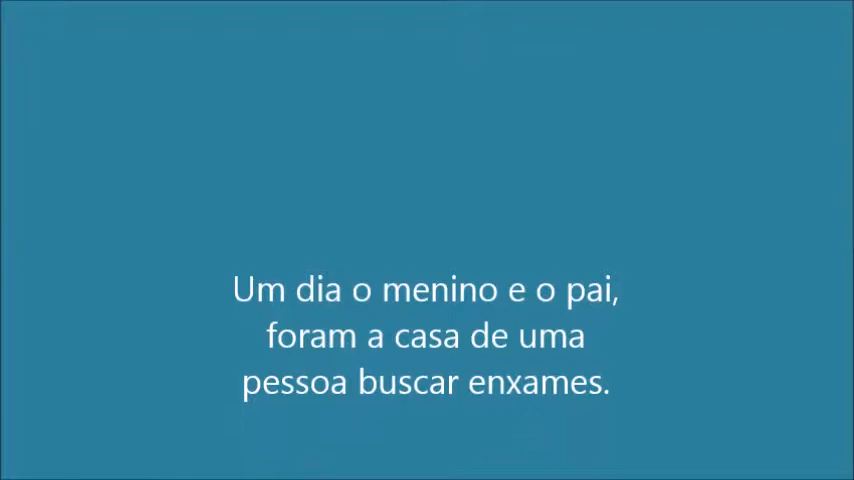 Um dia o menino e o pai,
foram a casa de uma
pessoa buscar enxames.